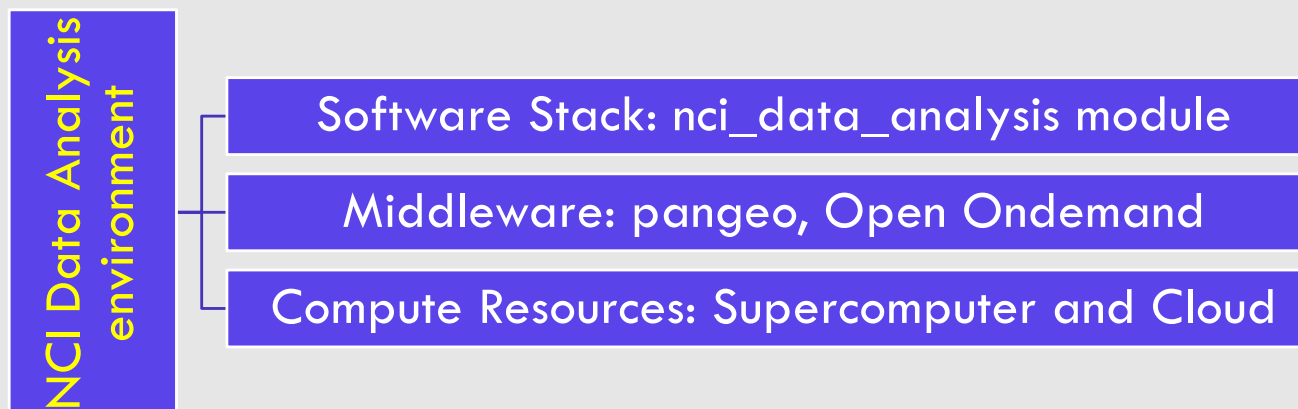 NCI Data Analysis
environment
Software Stack: nci_data_analysis module
Middleware: pangeo, Open Ondemand
Compute Resources: Supercomputer and Cloud